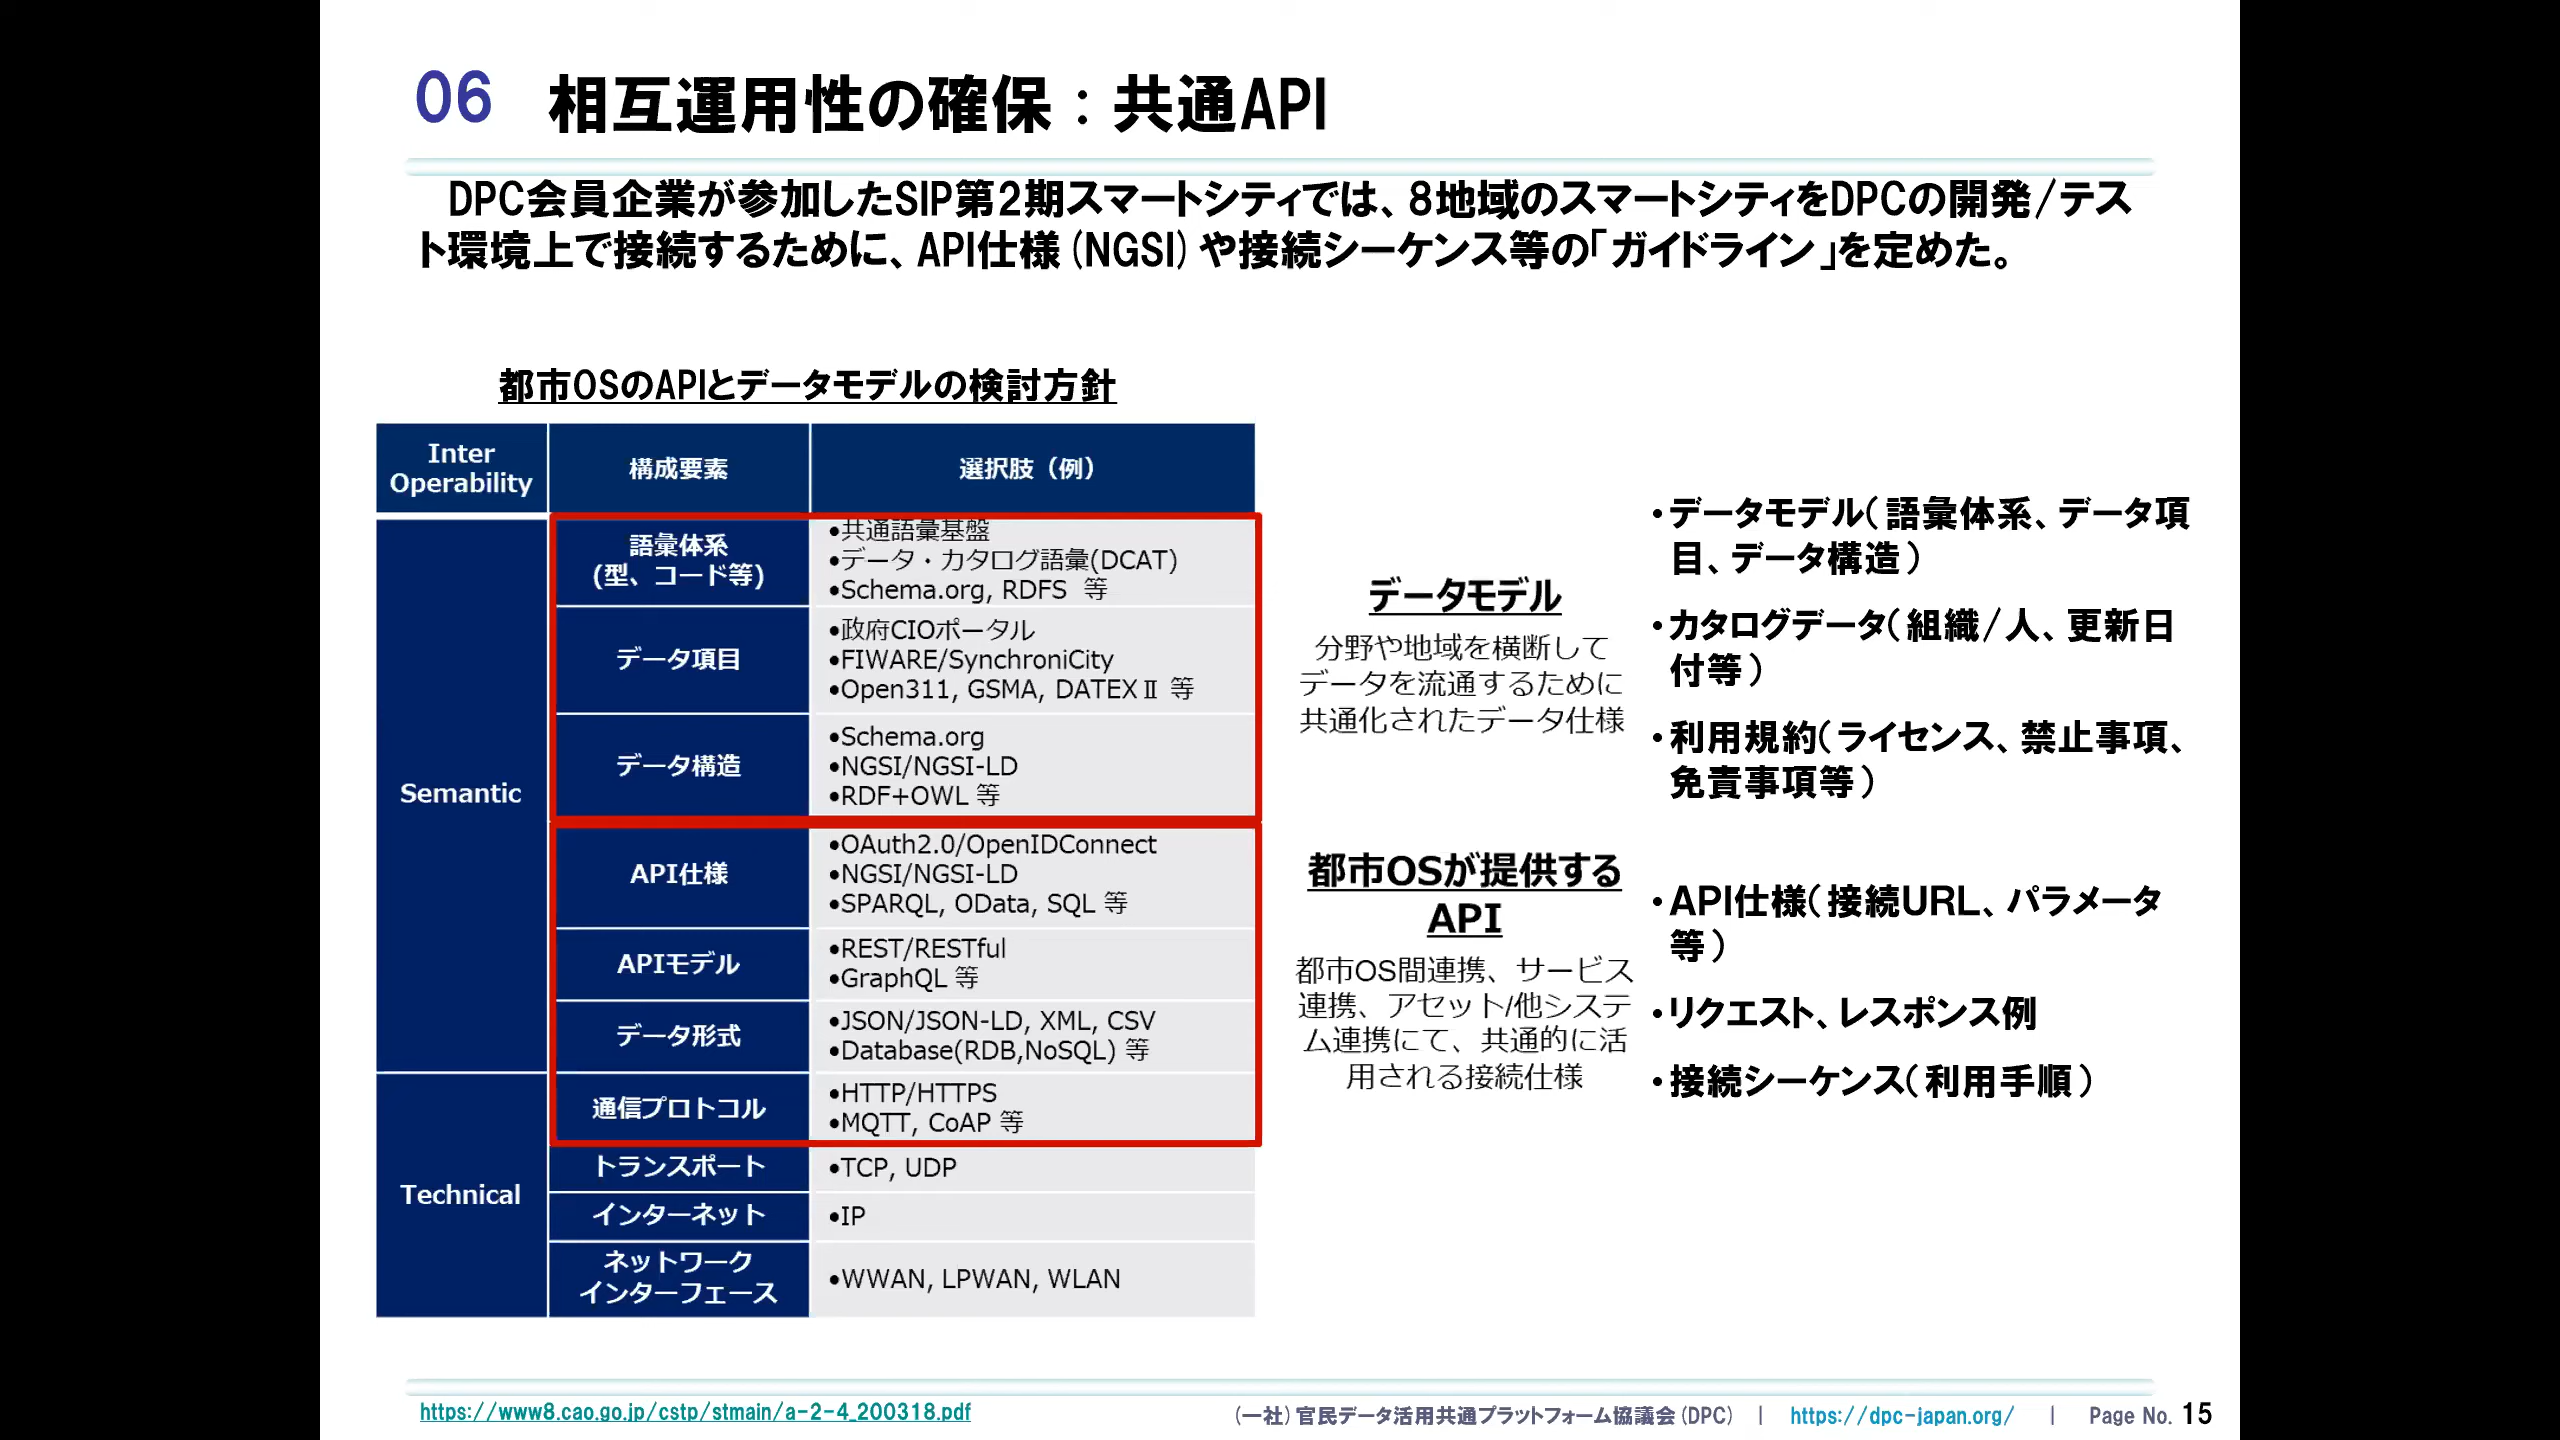 06 相互運用性の確保：共通API
DPC会員企業が参加したSIP第2期スマートシティでは、8地域のスマートシティをDPCの開発/テス
ト環境上で接続するために、API仕様(NGSI)や接続シーケンス等の「ガイドライン」を定めた。
都市OSのAPIとデータモデルの検討方針
Inter
Operability
構成要素
選択肢（例）
Semantic
語彙体系
(型、コード等)
•共通語彙基盤
•データ・カタログ語彙(DCAT)
•Schema.org, RDFS 等
データ項目
•政府CIOポータル
•FIWARE/SynchroniCity
•Open311, GSMA, DATEXⅡ 等
データ構造
•Schema.org
•NGSI/NGSI-LD
•RDF+OWL 等
API仕様
•OAuth2.0/OpenIDConnect
•NGSI/NGSI-LD
•SPARQL, OData, SQL 等
APIモデル
•REST/RESTful
•GraphQL 等
データ形式
•JSON/JSON-LD, XML, CSV
•Database(RDB,NoSQL) 等
Technical
通信プロトコル
•HTTP/HTTPS
•MQTT, CoAP 等
トランスポート
•TCP, UDP
インターネット
•IP
ネットワーク
インターフェース
•WWAN, LPWAN, WLAN
データモデル
分野や地域を横断して
データを流通するために
共通化されたデータ仕様
・データモデル(語彙体系、データ項
目、データ構造)
・カタログデータ(組織/人、更新日
付等)
・利用規約(ライセンス、禁止事項、
免責事項等)
都市OSが提供する
API
都市OS間連携、サービス
連携、アセット/他システ
ム連携にて、共通的に活
用される接続仕様
・API仕様(接続URL、パラメータ
等)
・リクエスト、レスポンス例
・接続シーケンス(利用手順)
https://www8.cao.go.jp/cstp/stmain/a-2-4_200318.pdf
(一社)官民データ活用共通プラットフォーム協議会(DPC) | https://dpc-japan.org/ | Page No. 15